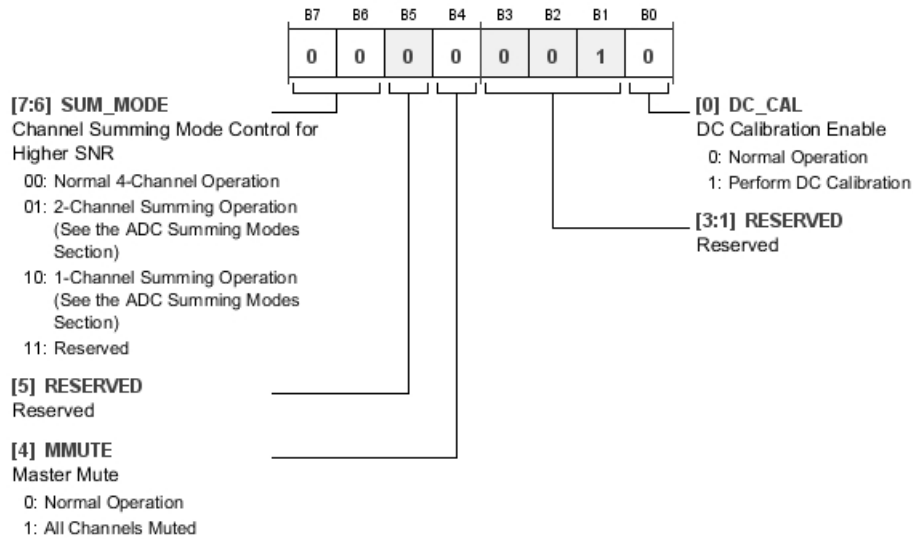 B7 B6 B5 B4 B3 B2 B1 B0
0 0 0 0 0 0 1 0
[7:6] SUM_MODE
Channel Summing Mode Control for
Higher SNR
00: Normal 4-Channel Operation
01: 2-Channel Summing Operation
(See the ADC Summing Modes
Section)
10: 1-Channel Summing Operation
(See the ADC Summing Modes
Section)
11: Reserved
[5] RESERVED
Reserved
[4] MMUTE
Master Mute
0: Normal Operation
1: All Channels Muted
[0] DC_CAL
DC Calibration Enable
0: Normal Operation
1: Perform DC Calibration
[3:1] RESERVED
Reserved